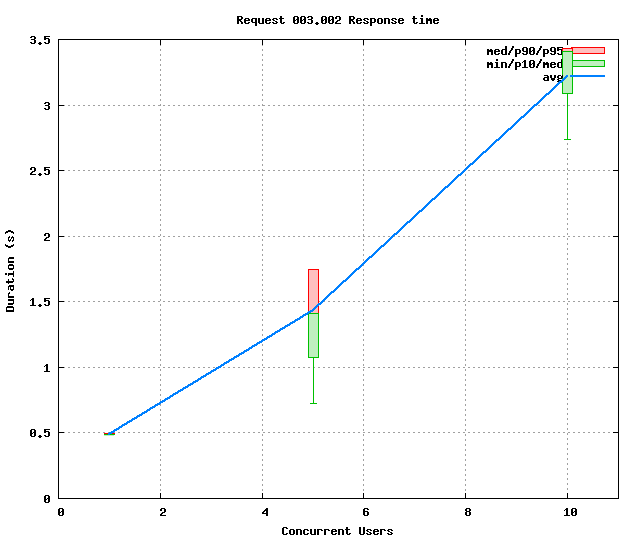 Request 003.002 Response time
3.5
3
2.5
2
1.5
1
0.5
0
Duration (s)
med/p90/p95
min/p10/med
avg
0 2 4 6 8 10
Concurrent Users